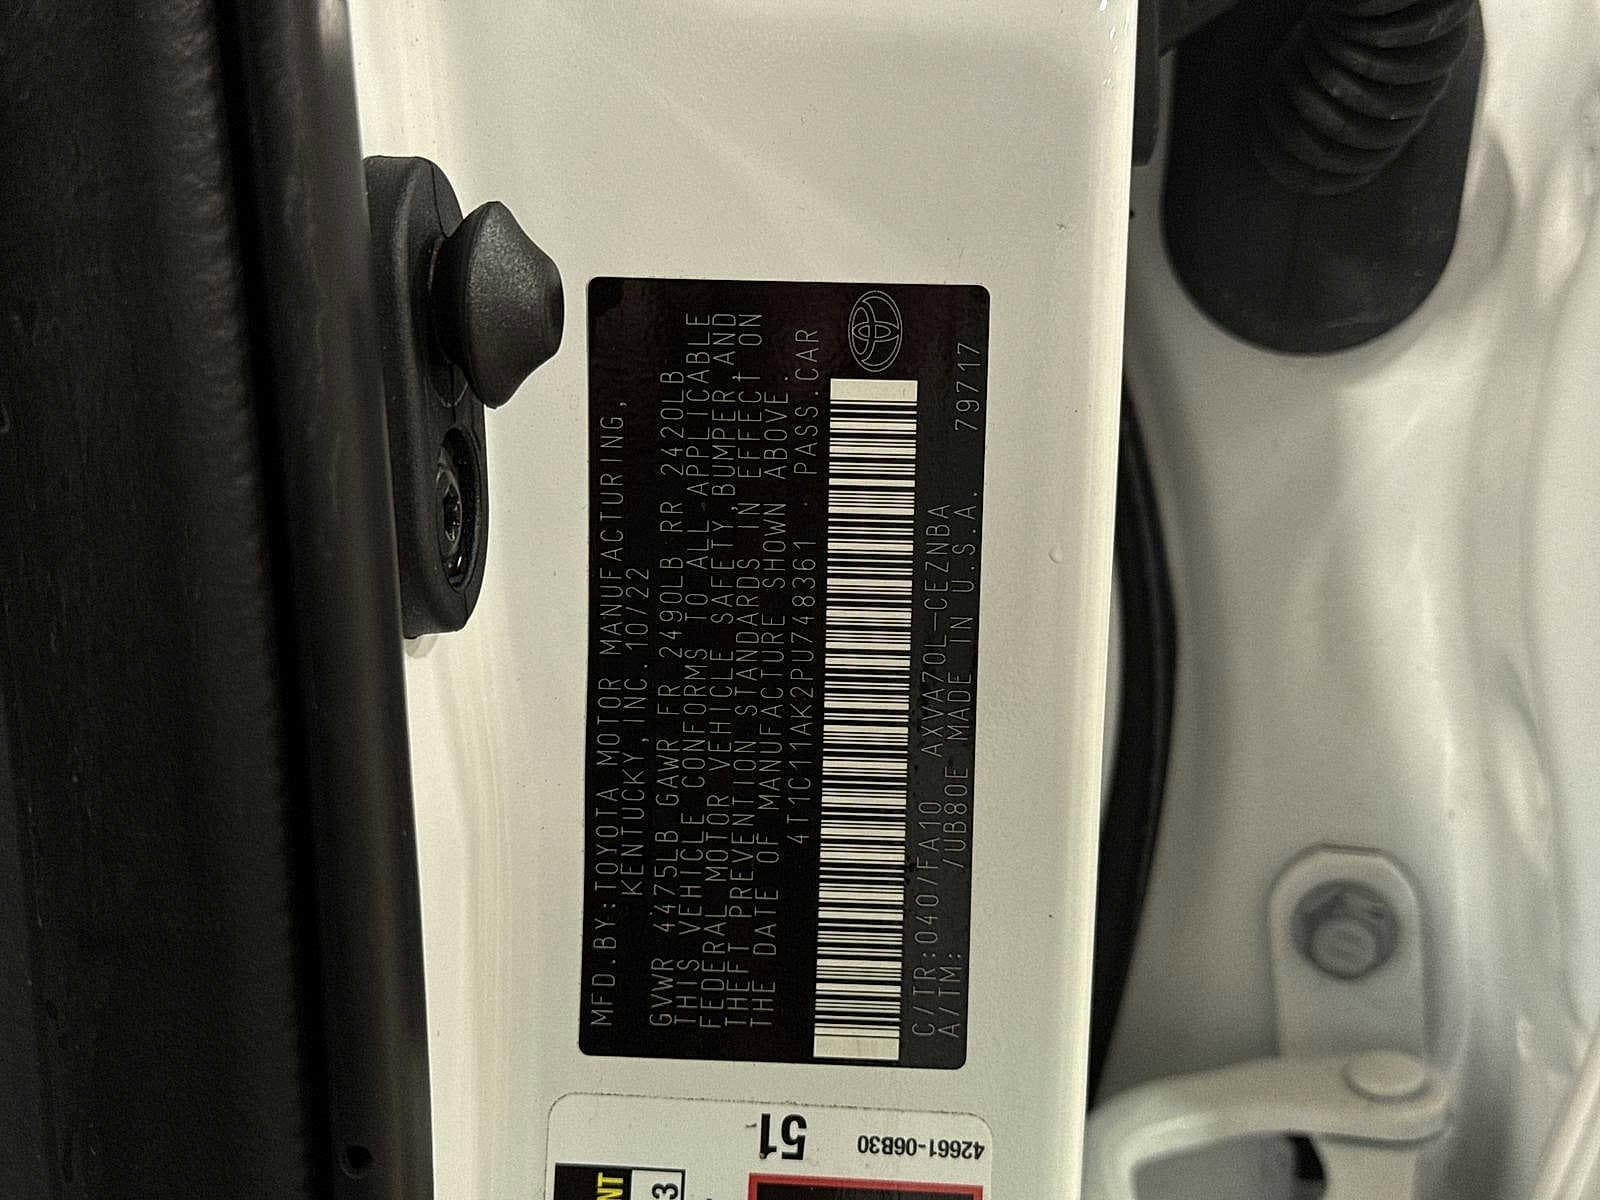 MFD.BY:TOYOTA MOTOR MANUFACTURING,
KENTUCKY,INC. 10/22
GVWR 4475LB GAWR FR 2490LB RR 2420LB
THIS VEHICLE CONFORMS TO ALL APPLICABLE
FEDERAL MOTOR VEHICLE SAFETY,BUMPER,AND
THEFT PREVENTION STANDARDS IN EFFECT ON
THE DATE OF MANUFACTURE SHOWN ABOVE.
4T1C11AK2PU748361 PASS.CAR
C/TR:040/FA10 AXVA70L-CEZNBA
A/TM: /UB80E MADE IN U.S.A. 79717
42661-06B30
51
NT
3